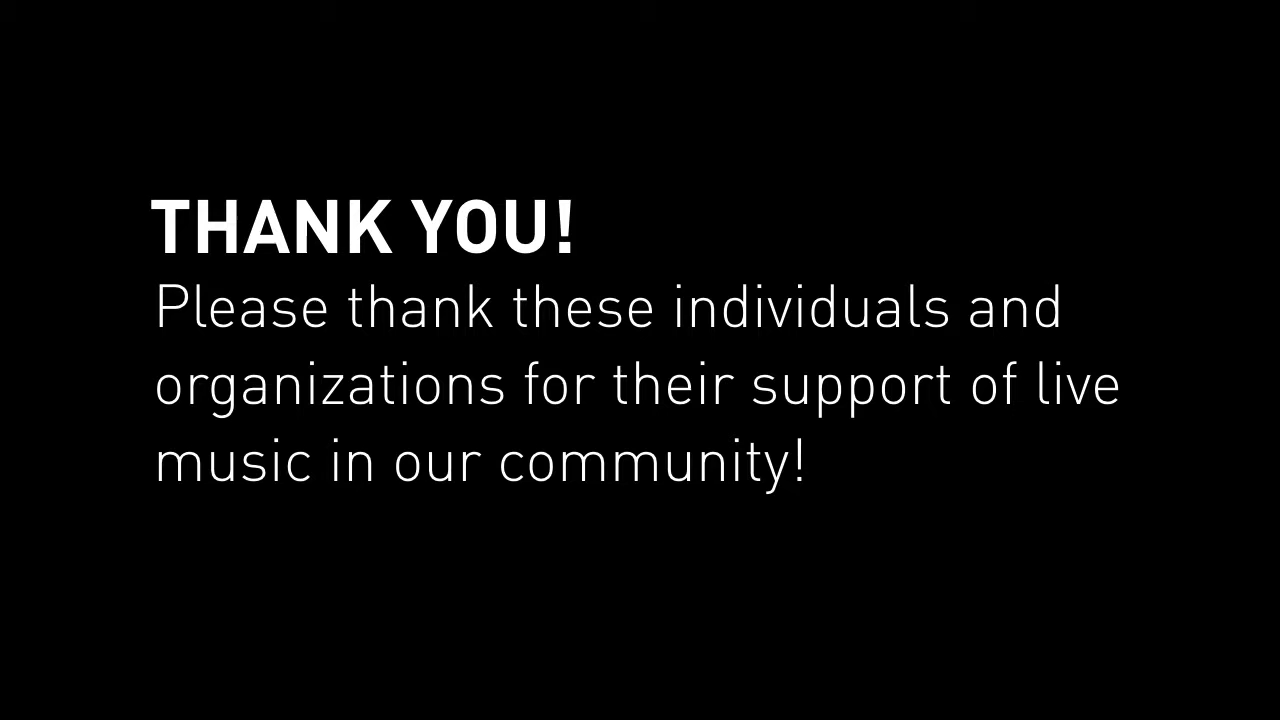 THANK YOU!
Please thank these individuals and
organizations for their support of live
music in our community!